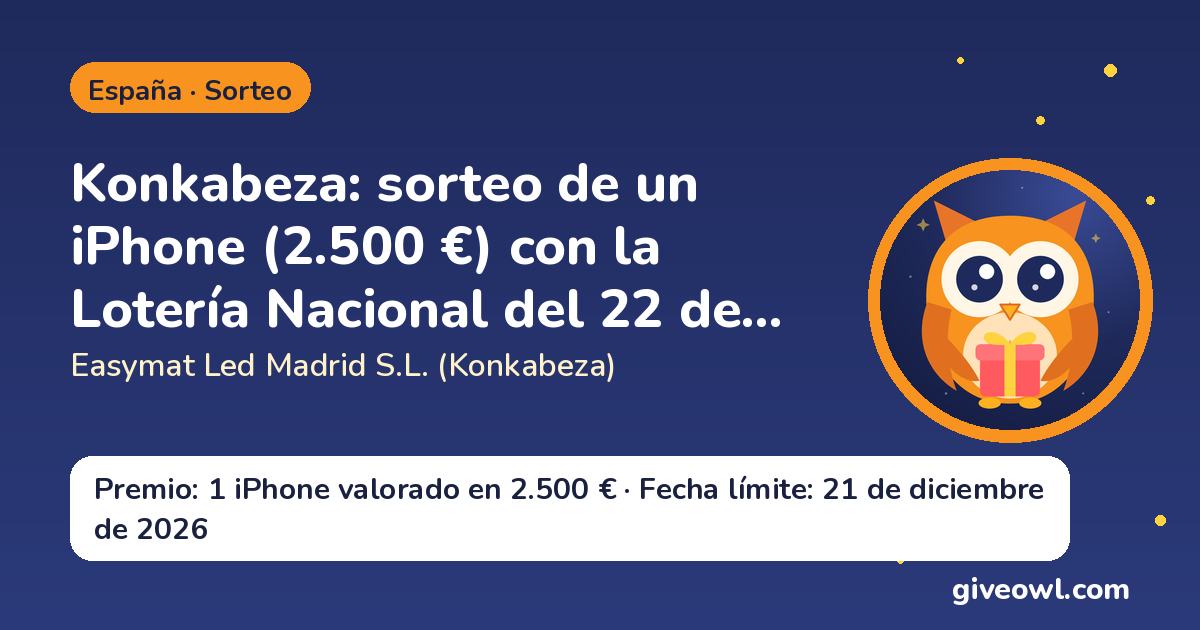 España · Sorteo
Konkabeza: sorteo de un
iPhone (2.500 €) con la
Lotería Nacional del 22 de...
Easymat Led Madrid S.L. (Konkabeza)
Premio: 1 iPhone valorado en 2.500 € · Fecha límite: 21 de diciembre
de 2026
giveowl.com